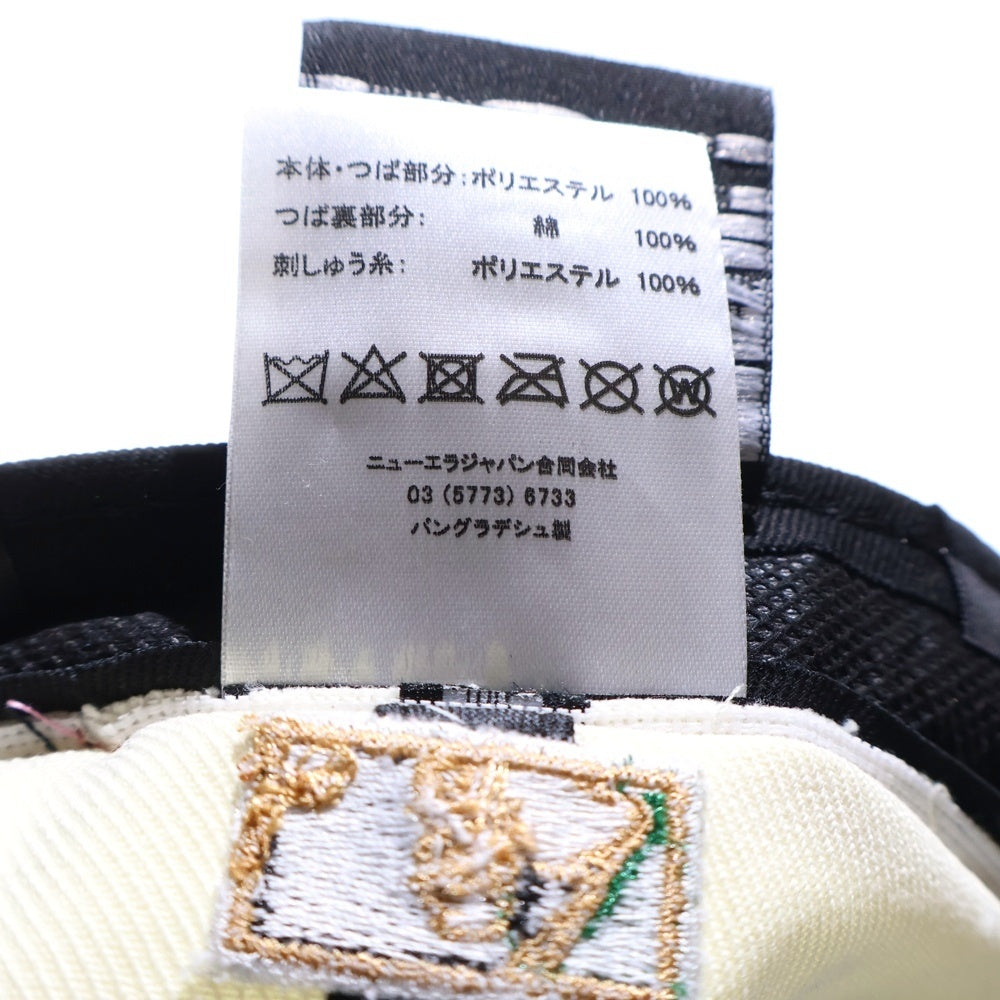 本体・つば部分:ポリエステル 100%
つば裏部分: 綿 100%
刺しゅう糸: ポリエステル 100%
W
ニューエラジャパン合同会社
03 (5773) 6733
バングラデシュ製